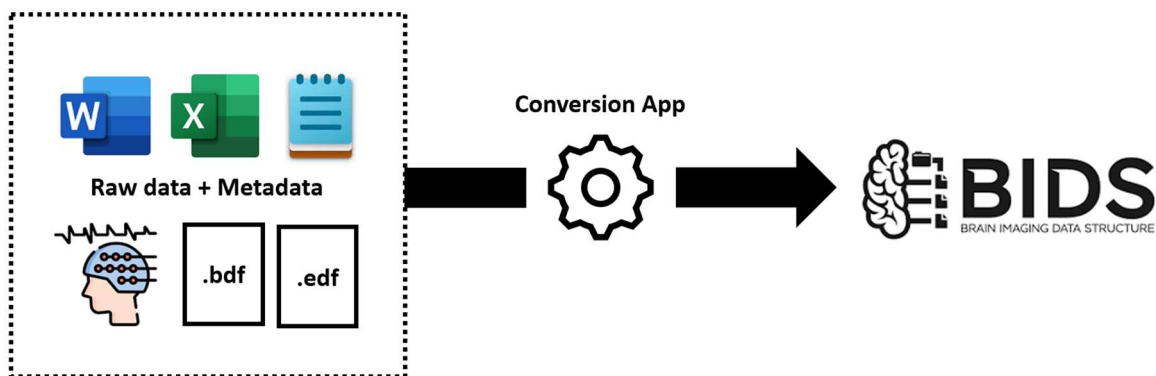 W
X
Raw data + Metadata
.bdf
.edf
Conversion App
BIDS
BRAIN IMAGING DATA STRUCTURE